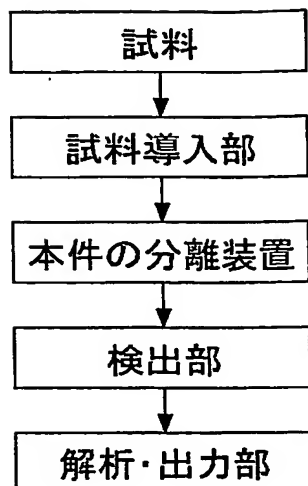 試料
試料導入部
本件の分離装置
検出部
解析・出力部